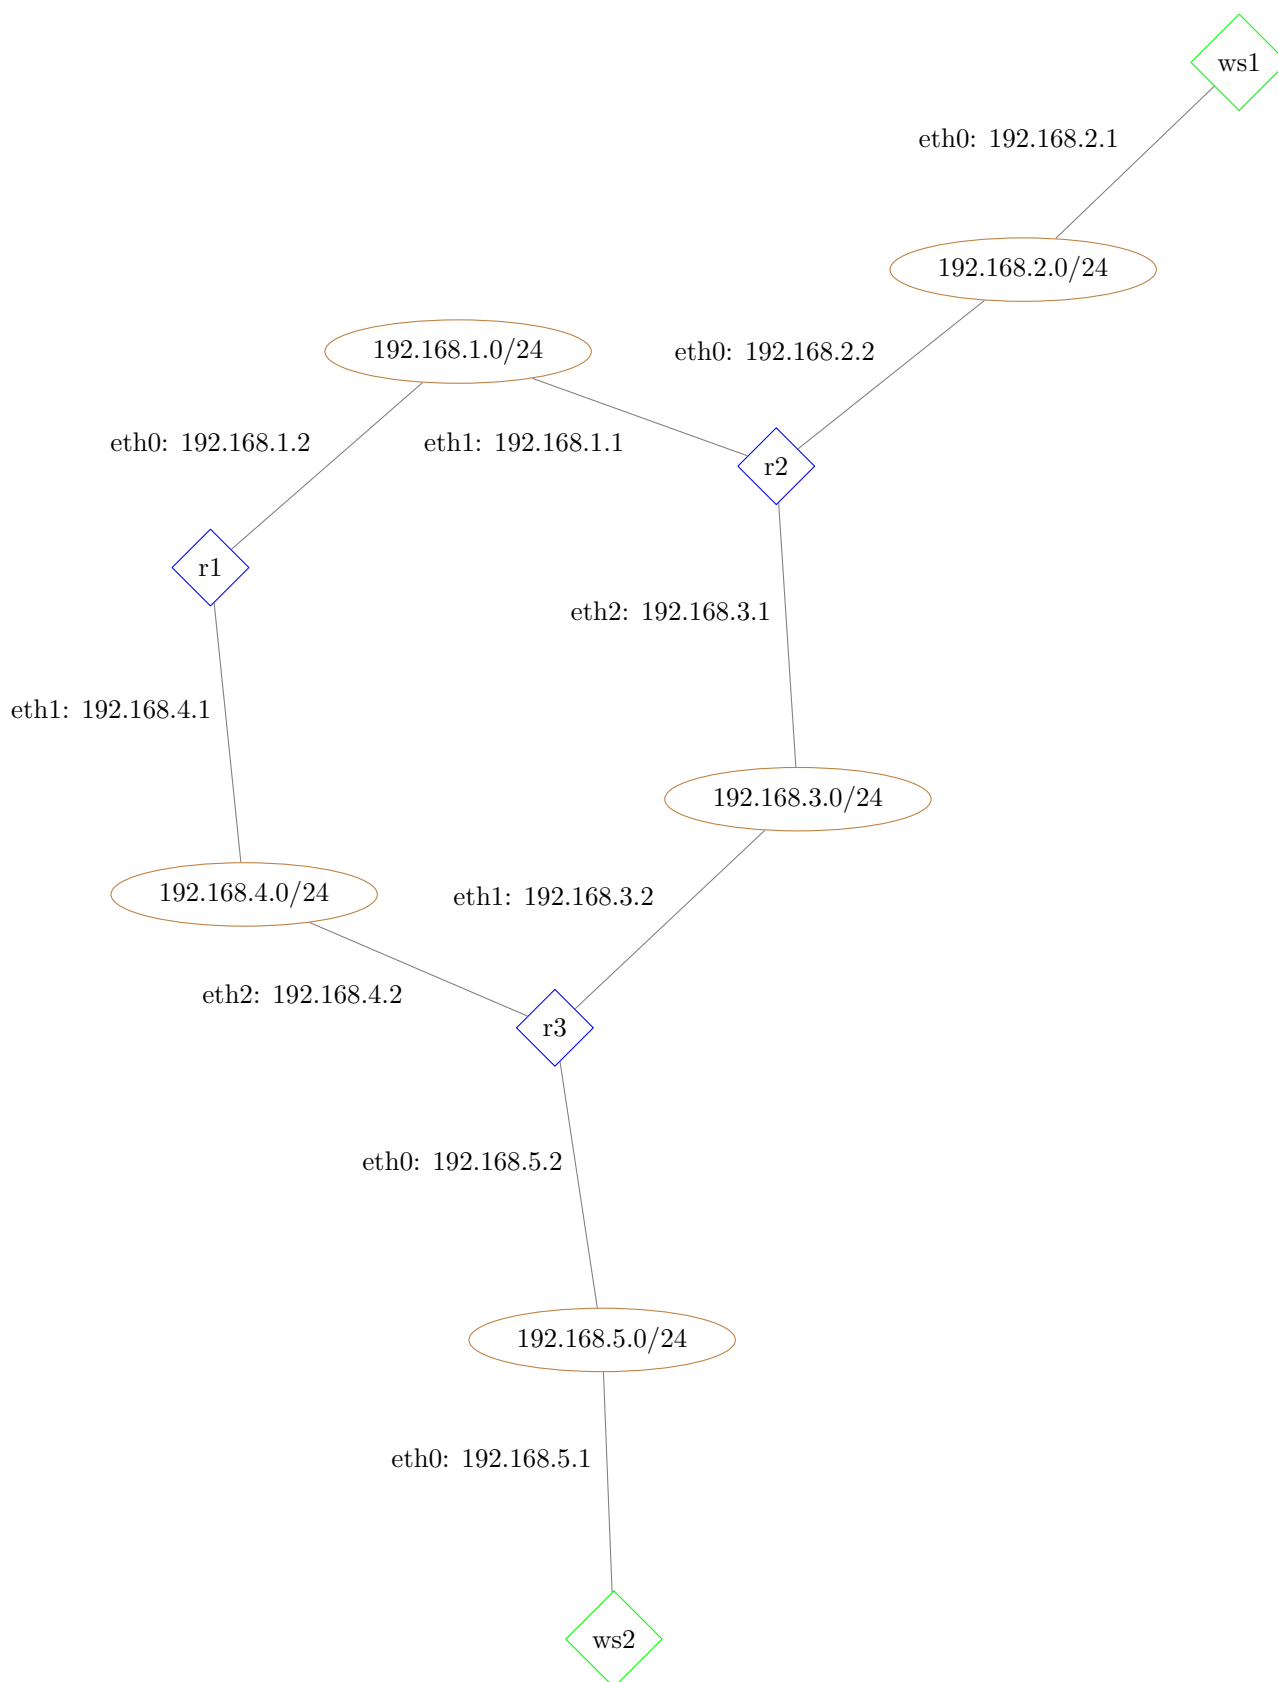 ws1
eth0: 192.168.2.1
192.168.2.0/24
192.168.1.0/24
eth0: 192.168.2.2
eth0: 192.168.1.2
eth1: 192.168.1.1
r2
r1
eth2: 192.168.3.1
eth1: 192.168.4.1
192.168.3.0/24
192.168.4.0/24
eth1: 192.168.3.2
eth2: 192.168.4.2
r3
eth0: 192.168.5.2
192.168.5.0/24
eth0: 192.168.5.1
ws2